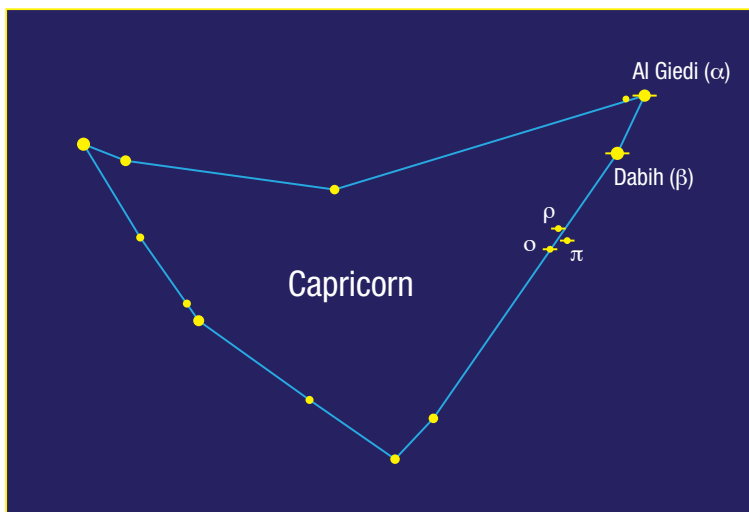 Al Giedi (α)
Dabih (β)
ρ
ο
π
Capricorn